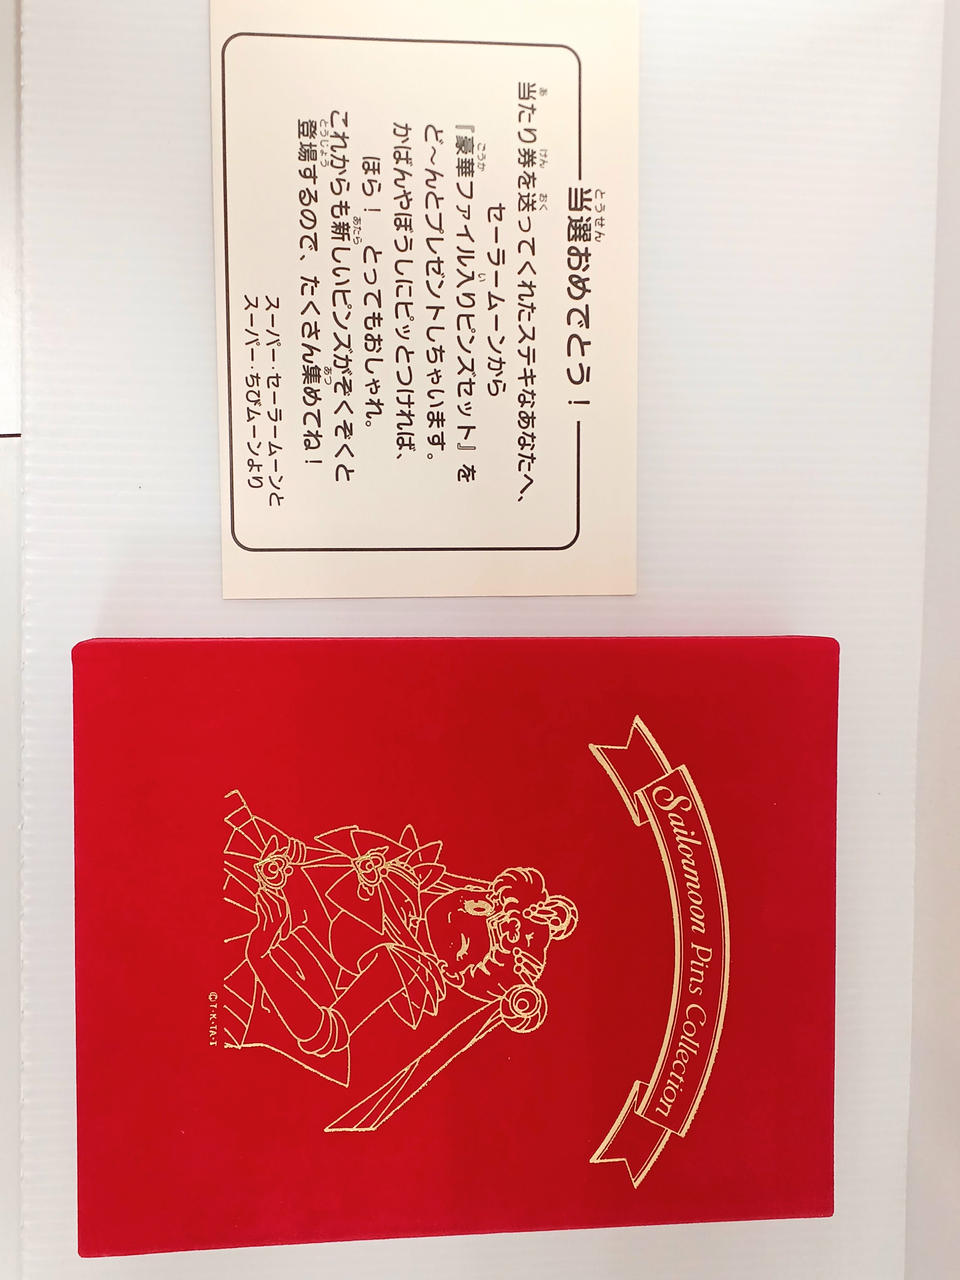 当選おめでとう！
当たり券を送ってくれたステキなあなたへ、
セーラームーンから
『豪華ファイル入りピンズセット』を
ど〜んとプレゼントしちゃいます。
かばんやぼうしにピッとつければ、
ほら！　とってもおしゃれ。
これからも新しいピンズがぞくぞくと
登場するので、たくさん集めてね！
スーパー・セーラームーンと
スーパー・ちびムーンより
Sailormoon Pins Collection
©T・K・TA・T